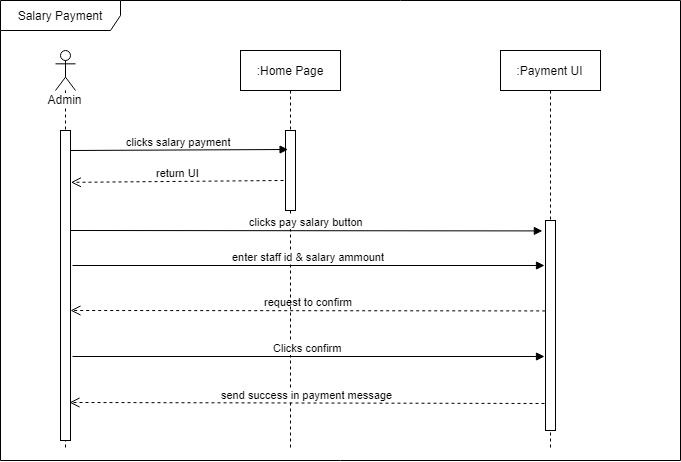 Salary Payment
Admin
:Home Page
:Payment UI
clicks salary payment
return UI
clicks pay salary button
enter staff id & salary ammount
request to confirm
Clicks confirm
send success in payment message